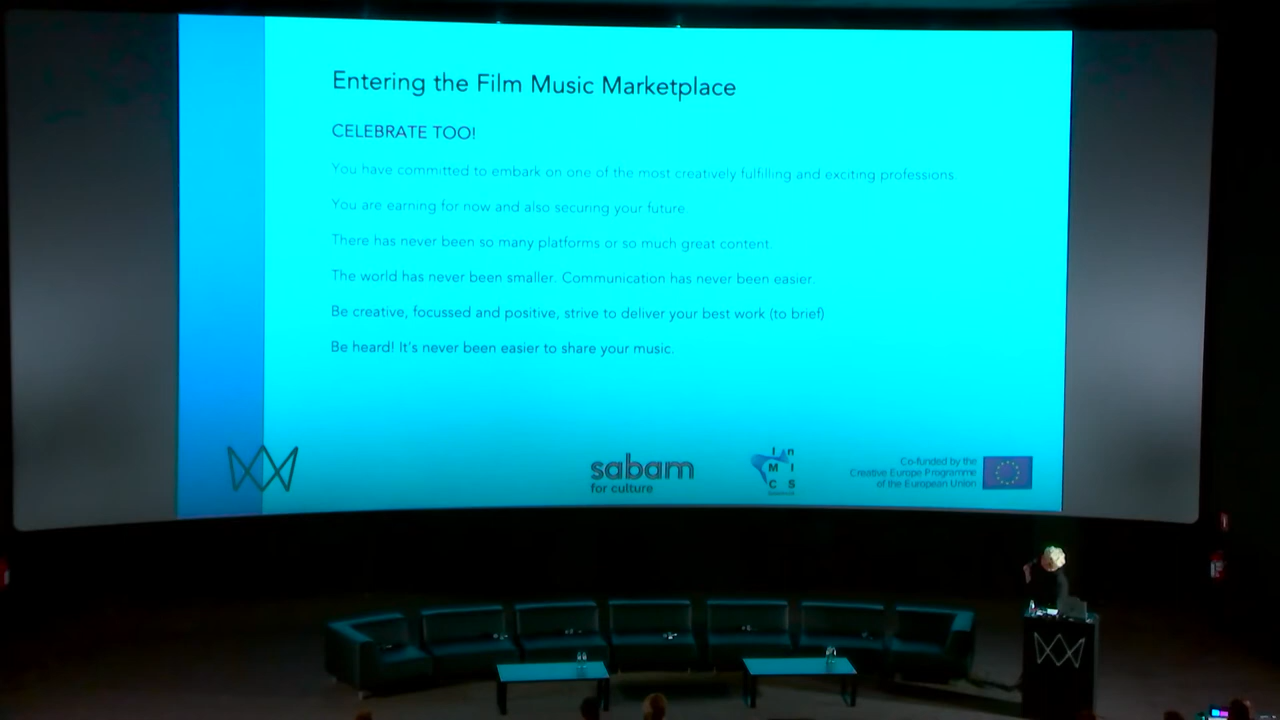 Entering the Film Music Marketplace
CELEBRATE TOO!
You have committed to embark on one of the most creatively fulfilling and exciting professions.
You are earning for now and also securing your future.
There has never been so many platforms or so much great content.
The world has never been smaller. Communication has never been easier.
Be creative, focussed and positive, strive to deliver your best work (to brief)
Be heard! It's never been easier to share your music.
sabam
for culture
I n
M I
C S
Co-funded by the
Creative Europe Programme
of the European Union